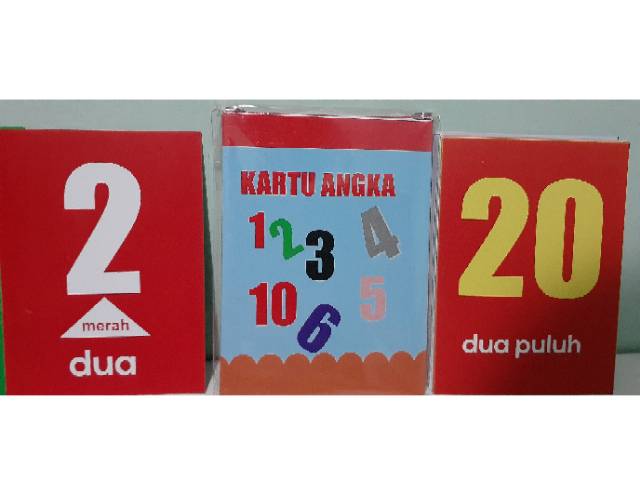 2
merah
dua
KARTU ANGKA
1 2 3 4
10 6 5
20
dua puluh